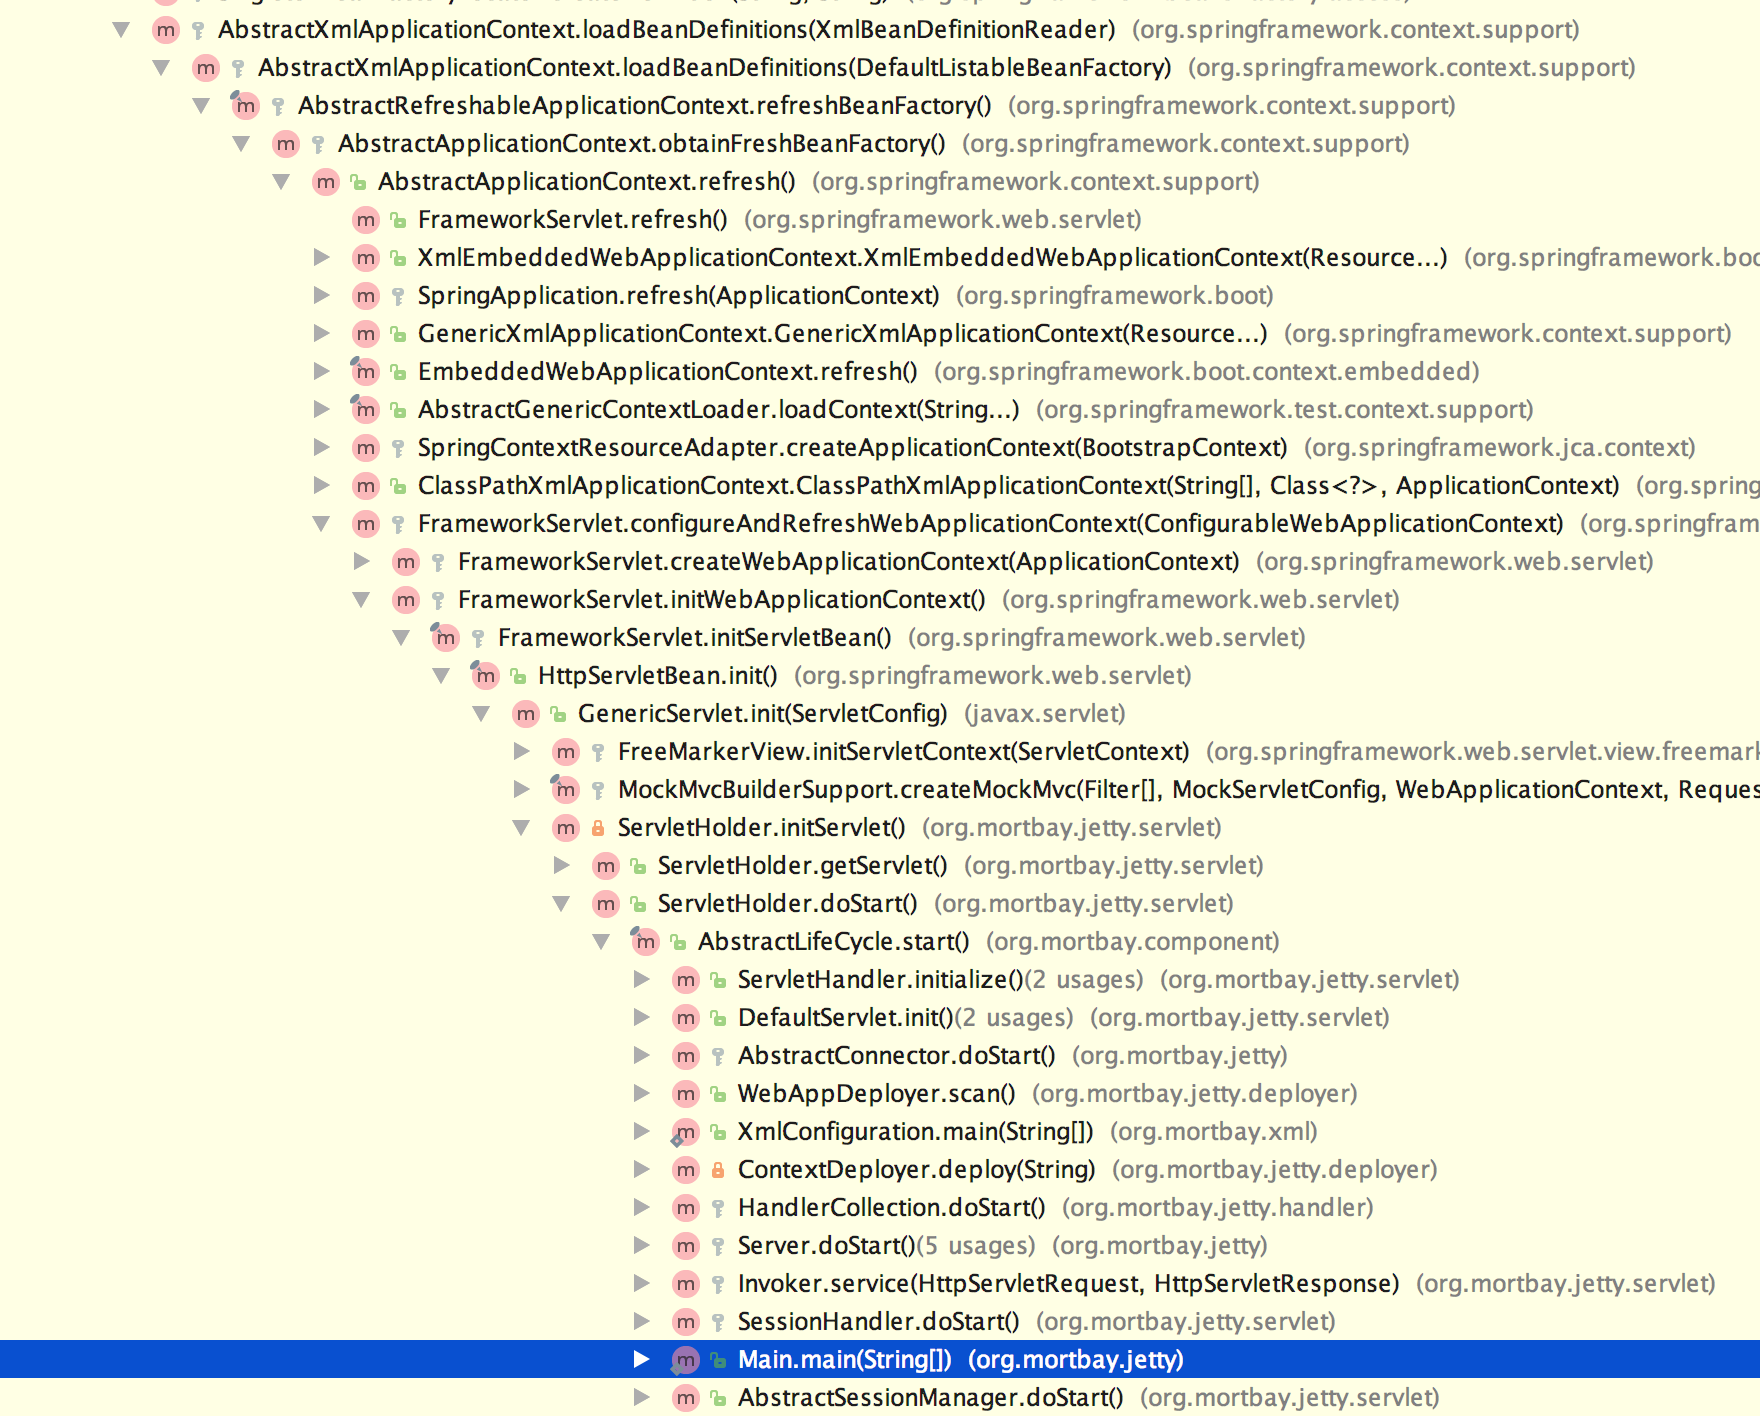 AbstractXmlApplicationContext.loadBeanDefinitions(XmlBeanDefinitionReader) (org.springframework.context.support)
AbstractXmlApplicationContext.loadBeanDefinitions(DefaultListableBeanFactory) (org.springframework.context.support)
AbstractRefreshableApplicationContext.refreshBeanFactory() (org.springframework.context.support)
AbstractApplicationContext.obtainFreshBeanFactory() (org.springframework.context.support)
AbstractApplicationContext.refresh() (org.springframework.context.support)
FrameworkServlet.refresh() (org.springframework.web.servlet)
XmlEmbeddedWebApplicationContext.XmlEmbeddedWebApplicationContext(Resource...) (org.springframework.boo
SpringApplication.refresh(ApplicationContext) (org.springframework.boot)
GenericXmlApplicationContext.GenericXmlApplicationContext(Resource...) (org.springframework.context.support)
EmbeddedWebApplicationContext.refresh() (org.springframework.boot.context.embedded)
AbstractGenericContextLoader.loadContext(String...) (org.springframework.test.context.support)
SpringContextResourceAdapter.createApplicationContext(BootstrapContext) (org.springframework.jca.context)
ClassPathXmlApplicationContext.ClassPathXmlApplicationContext(String[], Class<?>, ApplicationContext) (org.spring
FrameworkServlet.configureAndRefreshWebApplicationContext(ConfigurableWebApplicationContext) (org.springfram
FrameworkServlet.createWebApplicationContext(ApplicationContext) (org.springframework.web.servlet)
FrameworkServlet.initWebApplicationContext() (org.springframework.web.servlet)
FrameworkServlet.initServletBean() (org.springframework.web.servlet)
HttpServletBean.init() (org.springframework.web.servlet)
GenericServlet.init(ServletConfig) (javax.servlet)
FreeMarkerView.initServletContext(ServletContext) (org.springframework.web.servlet.view.freemark
MockMvcBuilderSupport.createMockMvc(Filter[], MockServletConfig, WebApplicationContext, Reques
ServletHolder.initServlet() (org.mortbay.jetty.servlet)
ServletHolder.getServlet() (org.mortbay.jetty.servlet)
ServletHolder.doStart() (org.mortbay.jetty.servlet)
AbstractLifeCycle.start() (org.mortbay.component)
ServletHandler.initialize()(2 usages) (org.mortbay.jetty.servlet)
DefaultServlet.init()(2 usages) (org.mortbay.jetty.servlet)
AbstractConnector.doStart() (org.mortbay.jetty)
WebAppDeployer.scan() (org.mortbay.jetty.deployer)
XmlConfiguration.main(String[]) (org.mortbay.xml)
ContextDeployer.deploy(String) (org.mortbay.jetty.deployer)
HandlerCollection.doStart() (org.mortbay.jetty.handler)
Server.doStart()(5 usages) (org.mortbay.jetty)
Invoker.service(HttpServletRequest, HttpServletResponse) (org.mortbay.jetty.servlet)
SessionHandler.doStart() (org.mortbay.jetty.servlet)
Main.main(String[]) (org.mortbay.jetty)
AbstractSessionManager.doStart() (org.mortbay.jetty.servlet)